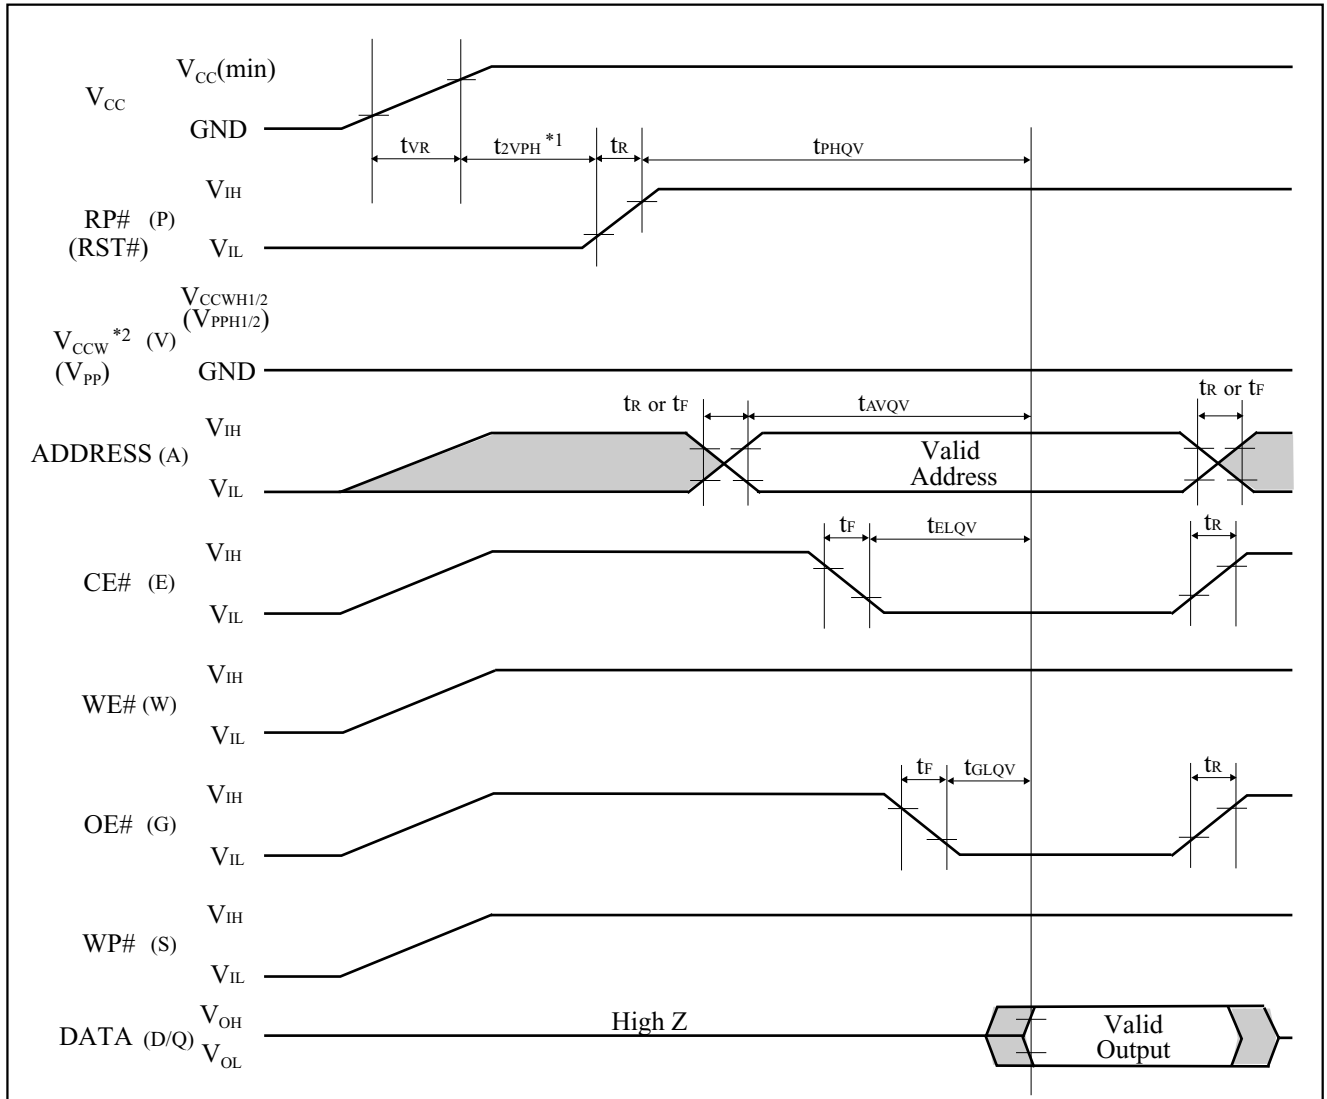 VCC
VCC(min)
GND
tVR
t2VPH *1
tR
tPHQV
RP# (P)
(RST#)
VIH
VIL
VCCW *2 (V)
(VPP)
VCCWH1/2
(VPPH1/2)
GND
ADDRESS (A)
VIH
VIL
tR or tF
tAVQV
tR or tF
Valid
Address
CE# (E)
VIH
VIL
tF
tELQV
tR
WE# (W)
VIH
VIL
OE# (G)
VIH
VIL
tF
tGLQV
tR
WP# (S)
VIH
VIL
DATA (D/Q)
VOH
VOL
High Z
Valid
Output